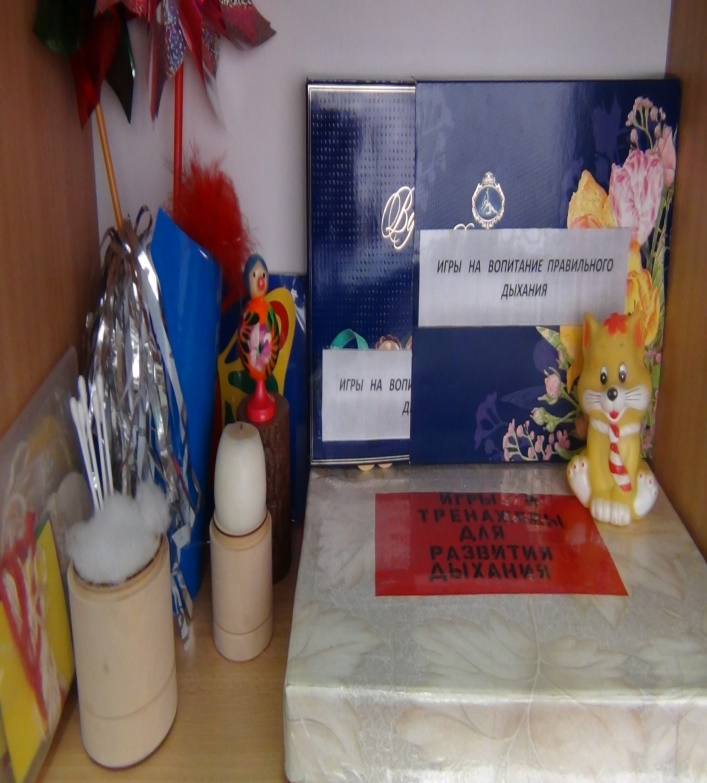 ИГРЫ НА ВОПИТАНИЕ ПРАВИЛЬНОГО
ДЫХАНИЯ
ИГРЫ НА ВОПИ
ИГРЫ И
ТРЕНАЖЕРЫ
ДЛЯ
РАЗВИТИЯ
ДЫХАНИЯ